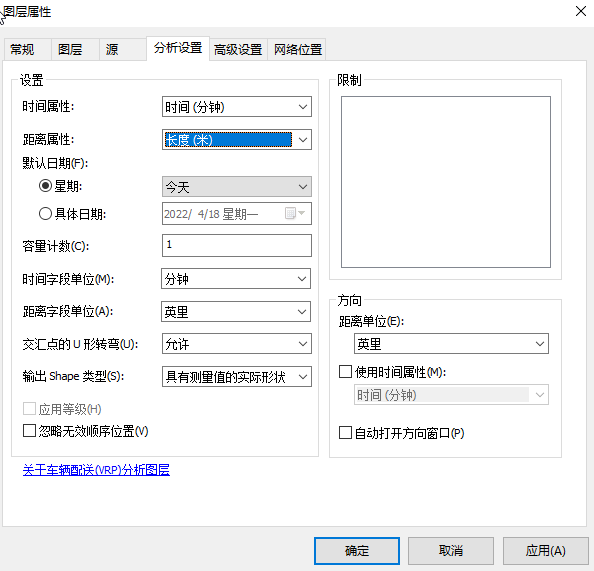 图层属性
常规 图层 源 分析设置 高级设置 网络位置
设置
时间属性: 时间 (分钟)
距离属性: 长度 (米)
默认日期(F):
星期: 今天
具体日期: 2022/ 4/18 星期一
容量计数(C): 1
时间字段单位(M): 分钟
距离字段单位(A): 英里
交汇点的 U 形转弯(U): 允许
输出 Shape 类型(S): 具有测量值的实际形状
应用等级(H)
忽略无效顺序位置(V)
关于车辆配送(VRP)分析图层
限制
方向
距离单位(E):
英里
使用时间属性(M):
时间 (分钟)
自动打开方向窗口(P)
确定 取消 应用(A)